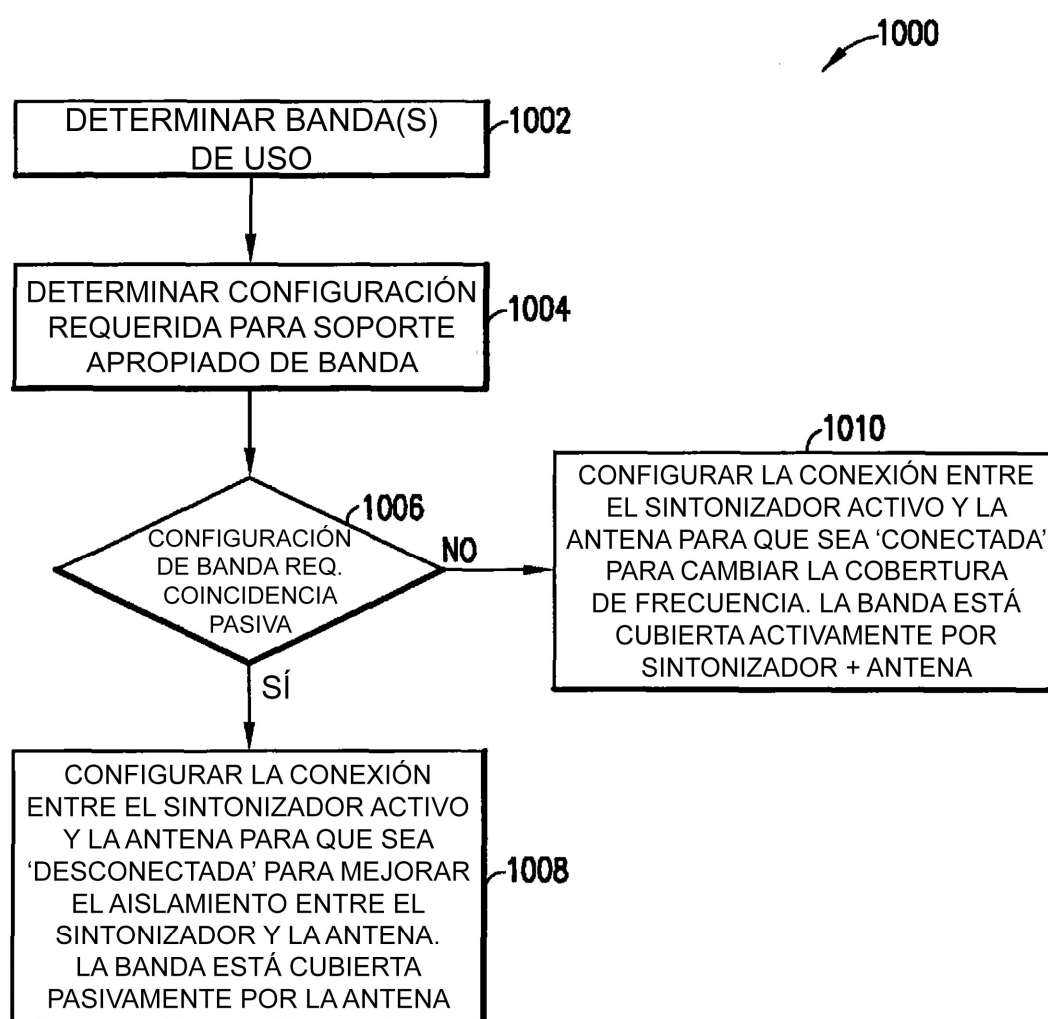 1000
DETERMINAR BANDA(S)
DE USO
1002
DETERMINAR CONFIGURACIÓN
REQUERIDA PARA SOPORTE
APROPIADO DE BANDA
1004
1006
CONFIGURACIÓN
DE BANDA REQ.
COINCIDENCIA
PASIVA
NO
SÍ
1010
CONFIGURAR LA CONEXIÓN ENTRE
EL SINTONIZADOR ACTIVO Y LA
ANTENA PARA QUE SEA ‘CONECTADA’
PARA CAMBIAR LA COBERTURA
DE FRECUENCIA. LA BANDA ESTÁ
CUBIERTA ACTIVAMENTE POR
SINTONIZADOR + ANTENA
CONFIGURAR LA CONEXIÓN
ENTRE EL SINTONIZADOR ACTIVO
Y LA ANTENA PARA QUE SEA
‘DESCONECTADA’ PARA MEJORAR
EL AISLAMIENTO ENTRE EL
SINTONIZADOR Y LA ANTENA.
LA BANDA ESTÁ CUBIERTA
PASIVAMENTE POR LA ANTENA
1008